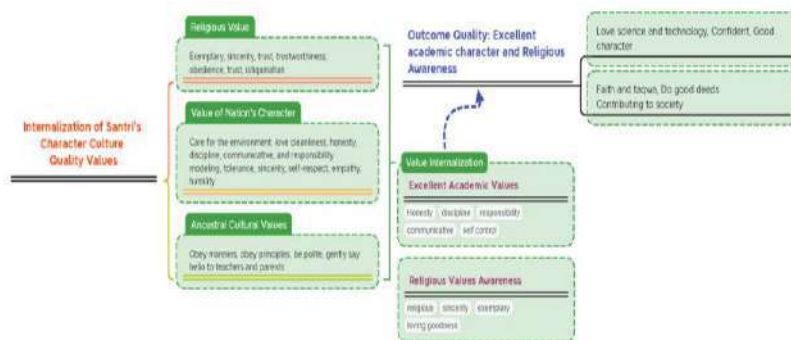 Internalization of Santri's
Character Culture
Quality Values
Religious Value
Exemplary, sincerity, trust, trustworthiness,
obedience, trust, istiqamahan
Value of Nation's Character
Care for the environment, love cleanliness, honesty,
discipline, communicative, and responsibility
modeling, tolerance, sincerity, self-respect, empathy,
humility
Ancestral Cultural Values
Obey manners, obey principles, be polite, gently say
hello to teachers and parents
Value Internalization
Excellent Academic Values
Honesty discipline responsibility
communicative self control
Religious Values Awareness
religious sincerity exemplary
loving goodness
Outcome Quality: Excellent
academic character and Religious
Awareness
Love science and technology, Confident, Good
character
Faith and taqwa, Do good deeds
Contributing to society